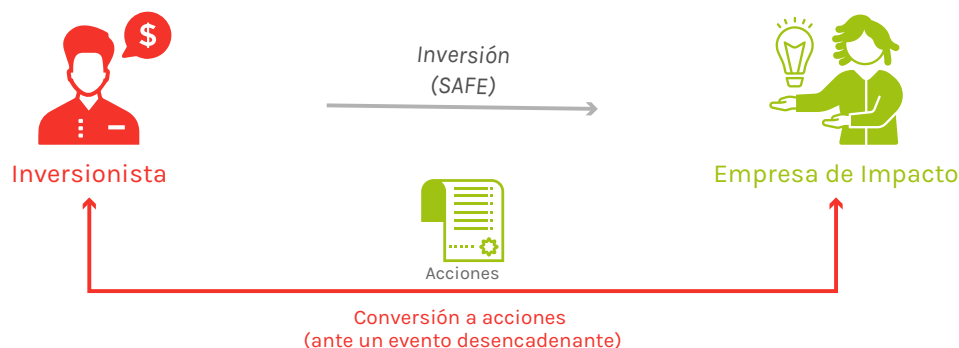 $
Inversión
(SAFE)
Inversionista
Empresa de Impacto
Acciones
Conversión a acciones
(ante un evento desencadenante)